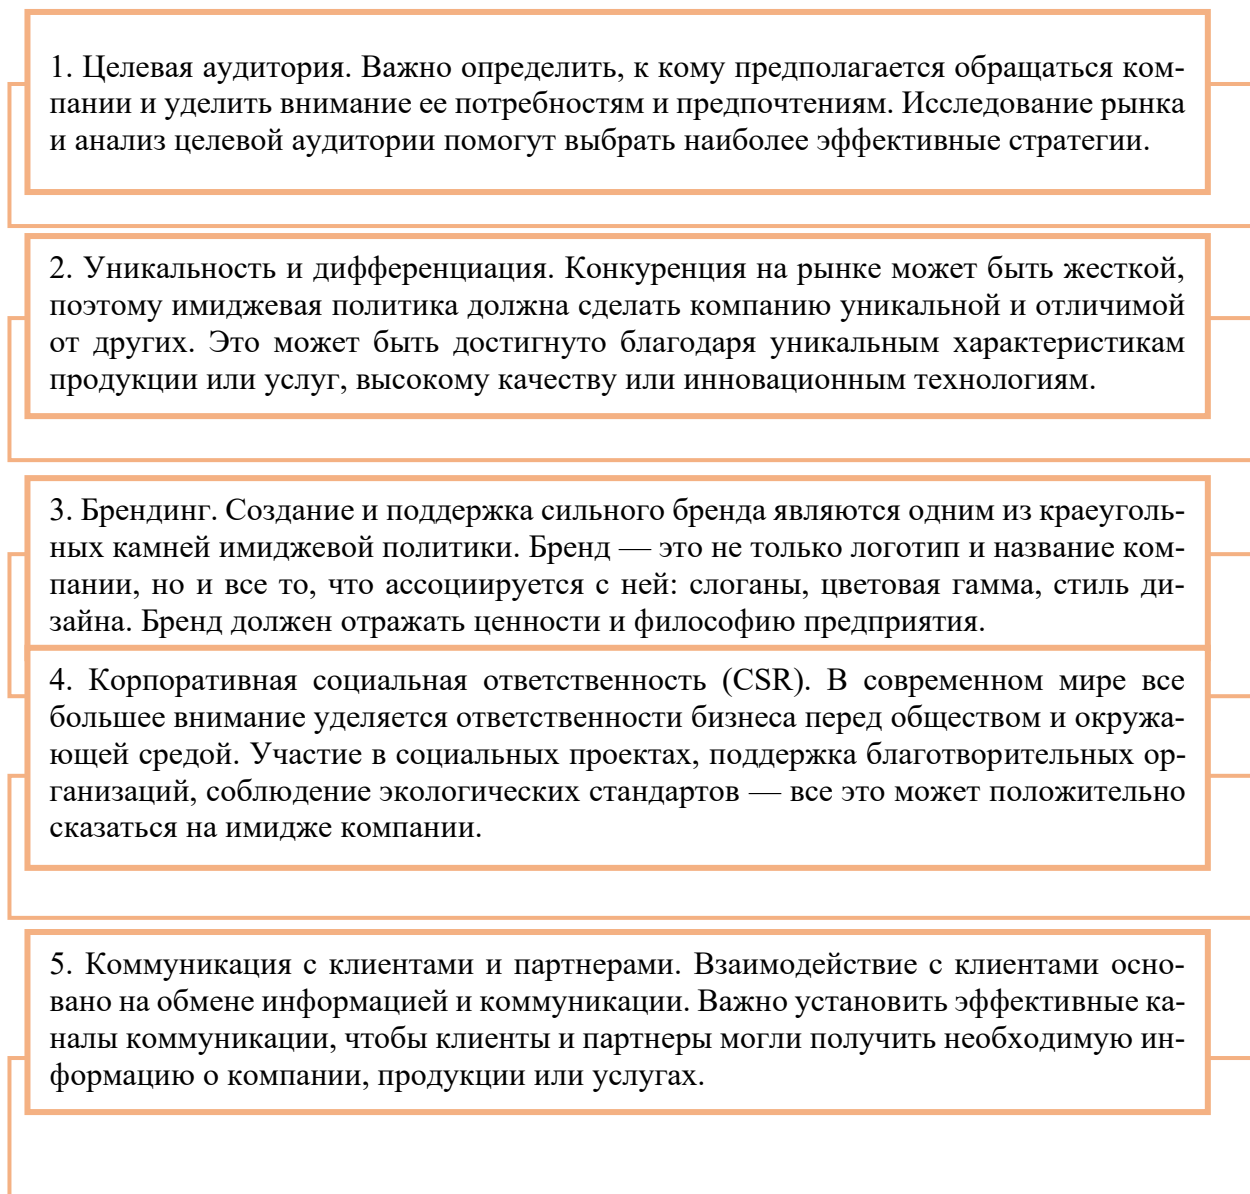 1. Целевая аудитория. Важно определить, к кому предполагается обращаться ком-
пании и уделить внимание ее потребностям и предпочтениям. Исследование рынка
и анализ целевой аудитории помогут выбрать наиболее эффективные стратегии.
2. Уникальность и дифференциация. Конкуренция на рынке может быть жесткой,
поэтому имиджевая политика должна сделать компанию уникальной и отличимой
от других. Это может быть достигнуто благодаря уникальным характеристикам
продукции или услуг, высокому качеству или инновационным технологиям.
3. Брендинг. Создание и поддержка сильного бренда являются одним из краеуголь-
ных камней имиджевой политики. Бренд — это не только логотип и название ком-
пании, но и все то, что ассоциируется с ней: слоганы, цветовая гамма, стиль ди-
зайна. Бренд должен отражать ценности и философию предприятия.
4. Корпоративная социальная ответственность (CSR). В современном мире все
большее внимание уделяется ответственности бизнеса перед обществом и окружа-
ющей средой. Участие в социальных проектах, поддержка благотворительных ор-
ганизаций, соблюдение экологических стандартов — все это может положительно
сказаться на имидже компании.
5. Коммуникация с клиентами и партнерами. Взаимодействие с клиентами осно-
вано на обмене информацией и коммуникации. Важно установить эффективные ка-
налы коммуникации, чтобы клиенты и партнеры могли получить необходимую ин-
формацию о компании, продукции или услугах.